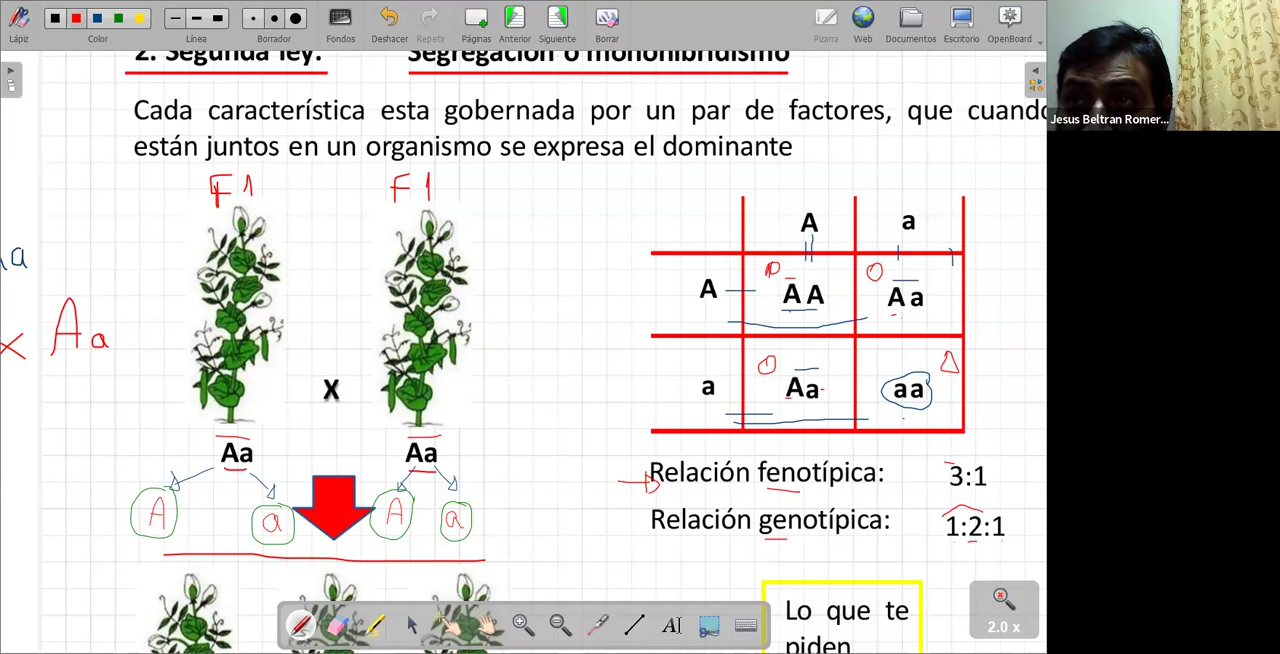 Lápiz
Color
Línea
Borrador
Fondos
Deshacer
Repetir
Páginas
Anterior
Siguiente
Borrar
Pizarra
Web
Documentos
Escritorio
OpenBoard
2. Segunda ley: Segregación o monohibridismo
Cada característica esta gobernada por un par de factores, que cuando
están juntos en un organismo se expresa el dominante
Jesus Beltran Romer...
F1 F1
a
x Aa
X
Aa Aa
A a A a
A a
A AA Aa
a Aa aa
Relación fenotípica: 3:1
Relación genotípica: 1:2:1
Lo que te
piden
AI
2.0 x